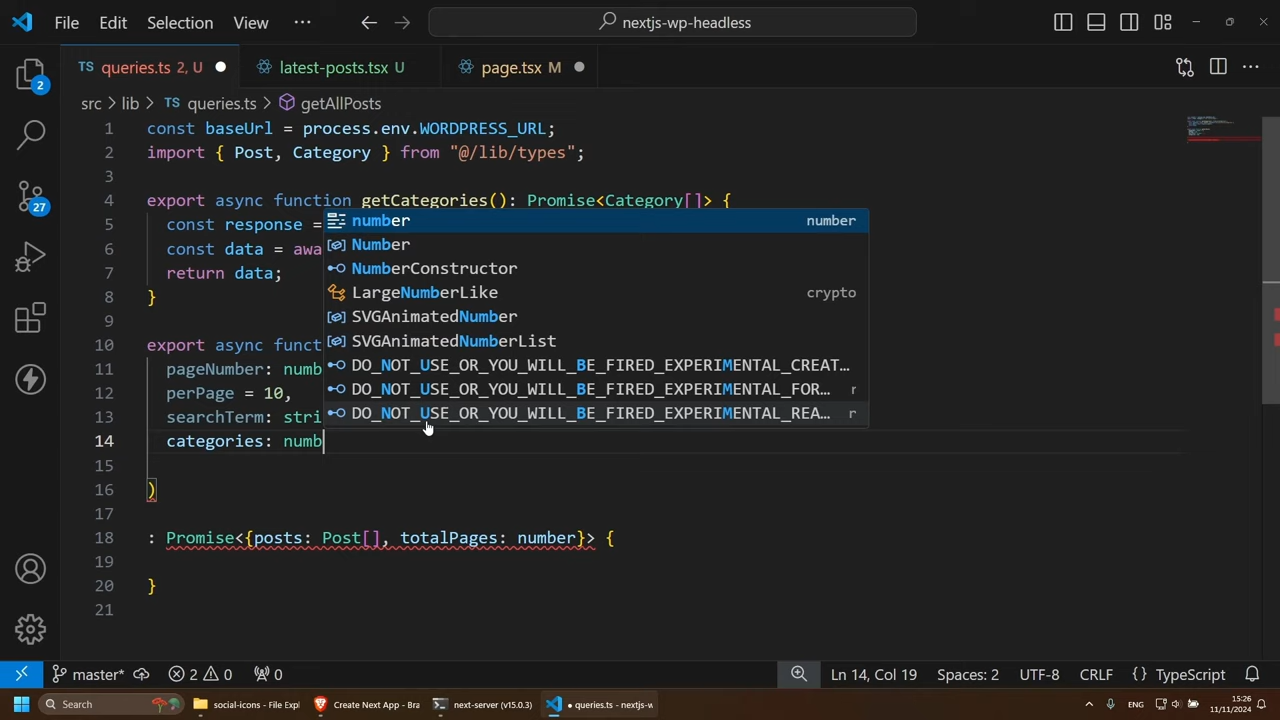 File Edit Selection View ··· nextjs-wp-headless
TS queries.ts 2, U latest-posts.tsx U page.tsx M
src > lib > TS queries.ts > getAllPosts
1 const baseUrl = process.env.WORDPRESS_URL;
2 import { Post, Category } from "@/lib/types";
3
4 export async function getCategories(): Promise<Category[]> {
5 const response =
6 const data = awa
7 return data;
8 }
9
10 export async funct
11 pageNumber: numb
12 perPage = 10,
13 searchTerm: stri
14 categories: numb
15
16 )
17
18 : Promise<{posts: Post[], totalPages: number}> {
19
20 }
21
number number
Number
NumberConstructor
LargeNumberLike crypto
SVGAnimatedNumber
SVGAnimatedNumberList
DO_NOT_USE_OR_YOU_WILL_BE_FIRED_EXPERIMENTAL_CREAT…
DO_NOT_USE_OR_YOU_WILL_BE_FIRED_EXPERIMENTAL_FOR… r
DO_NOT_USE_OR_YOU_WILL_BE_FIRED_EXPERIMENTAL_REA… r
2
27
master* 2 0 0 Ln 14, Col 19 Spaces: 2 UTF-8 CRLF {} TypeScript
Search social-icons - File Expl Create Next App - Bra next-server (v15.0.3) • queries.ts - nextjs-w ENG 15:26
11/11/2024